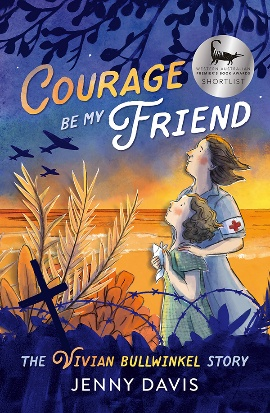 COURAGE
BE MY
FRIEND
WESTERN AUSTRALIAN
PREMIER'S BOOK AWARDS
SHORTLIST
THE VIVIAN BULLWINKEL STORY
JENNY DAVIS